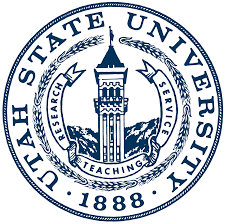 UTAH STATE UNIVERSITY
· 1888 ·
RESEARCH
TEACHING
SERVICE